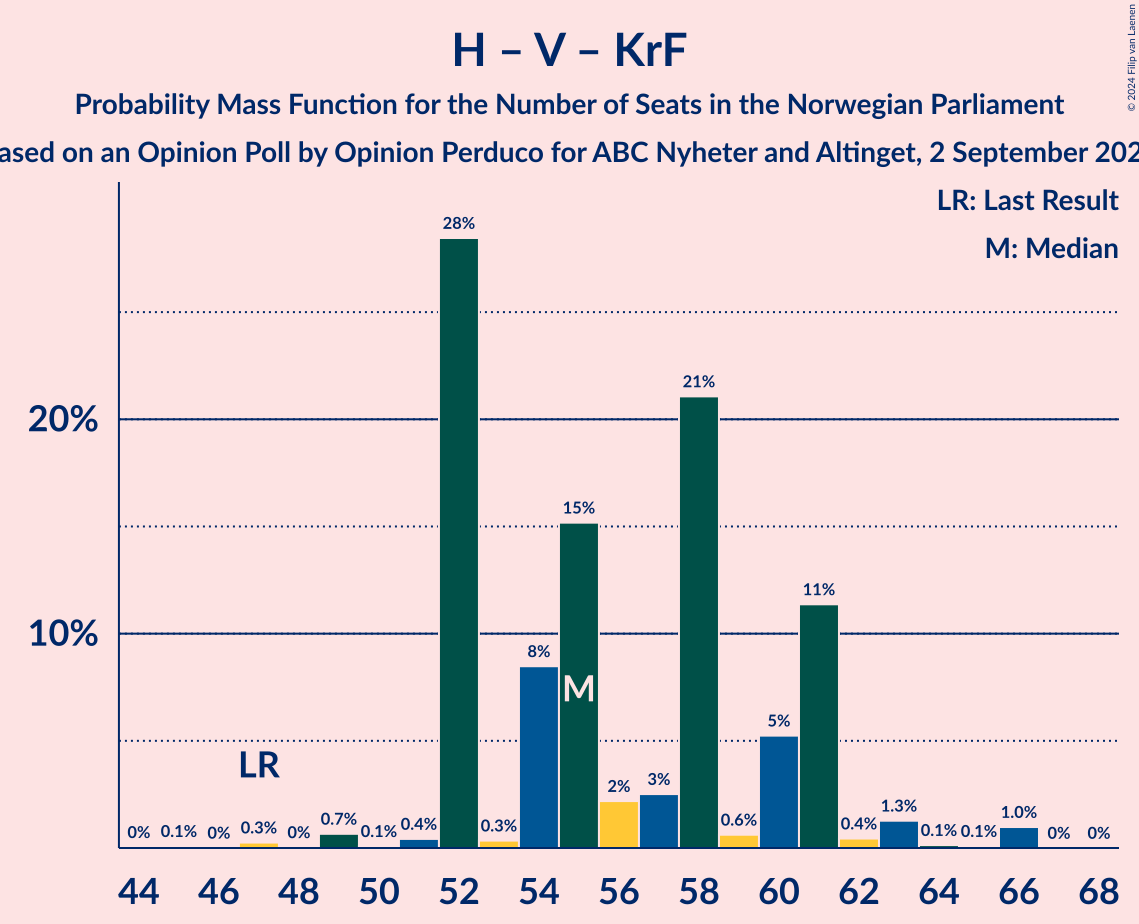 H – V – KrF
Probability Mass Function for the Number of Seats in the Norwegian Parliament
ased on an Opinion Poll by Opinion Perduco for ABC Nyheter and Altinget, 2 September 202
© 2024 Filip van Laenen
LR: Last Result
M: Median
28%
21%
20%
15%
11%
10%
8%
M
5%
LR
3%
2%
0% 0.1% 0% 0.3% 0% 0.7% 0.1% 0.4% 0.3% 0.6% 0.4% 1.3% 0.1% 0.1% 1.0% 0% 0%
44 46 48 50 52 54 56 58 60 62 64 66 68